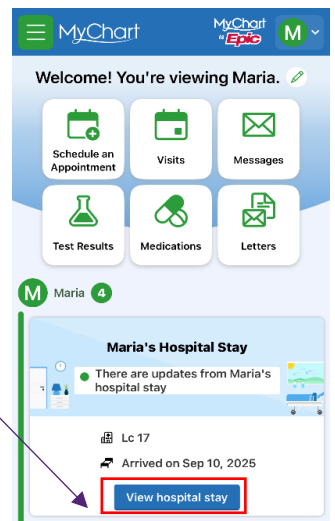 MyChart
MyChart
by Epic
M
Welcome! You're viewing Maria.
Schedule an
Appointment
Visits
Messages
Test Results
Medications
Letters
M Maria 4
Maria's Hospital Stay
There are updates from Maria's
hospital stay
Lc 17
Arrived on Sep 10, 2025
View hospital stay